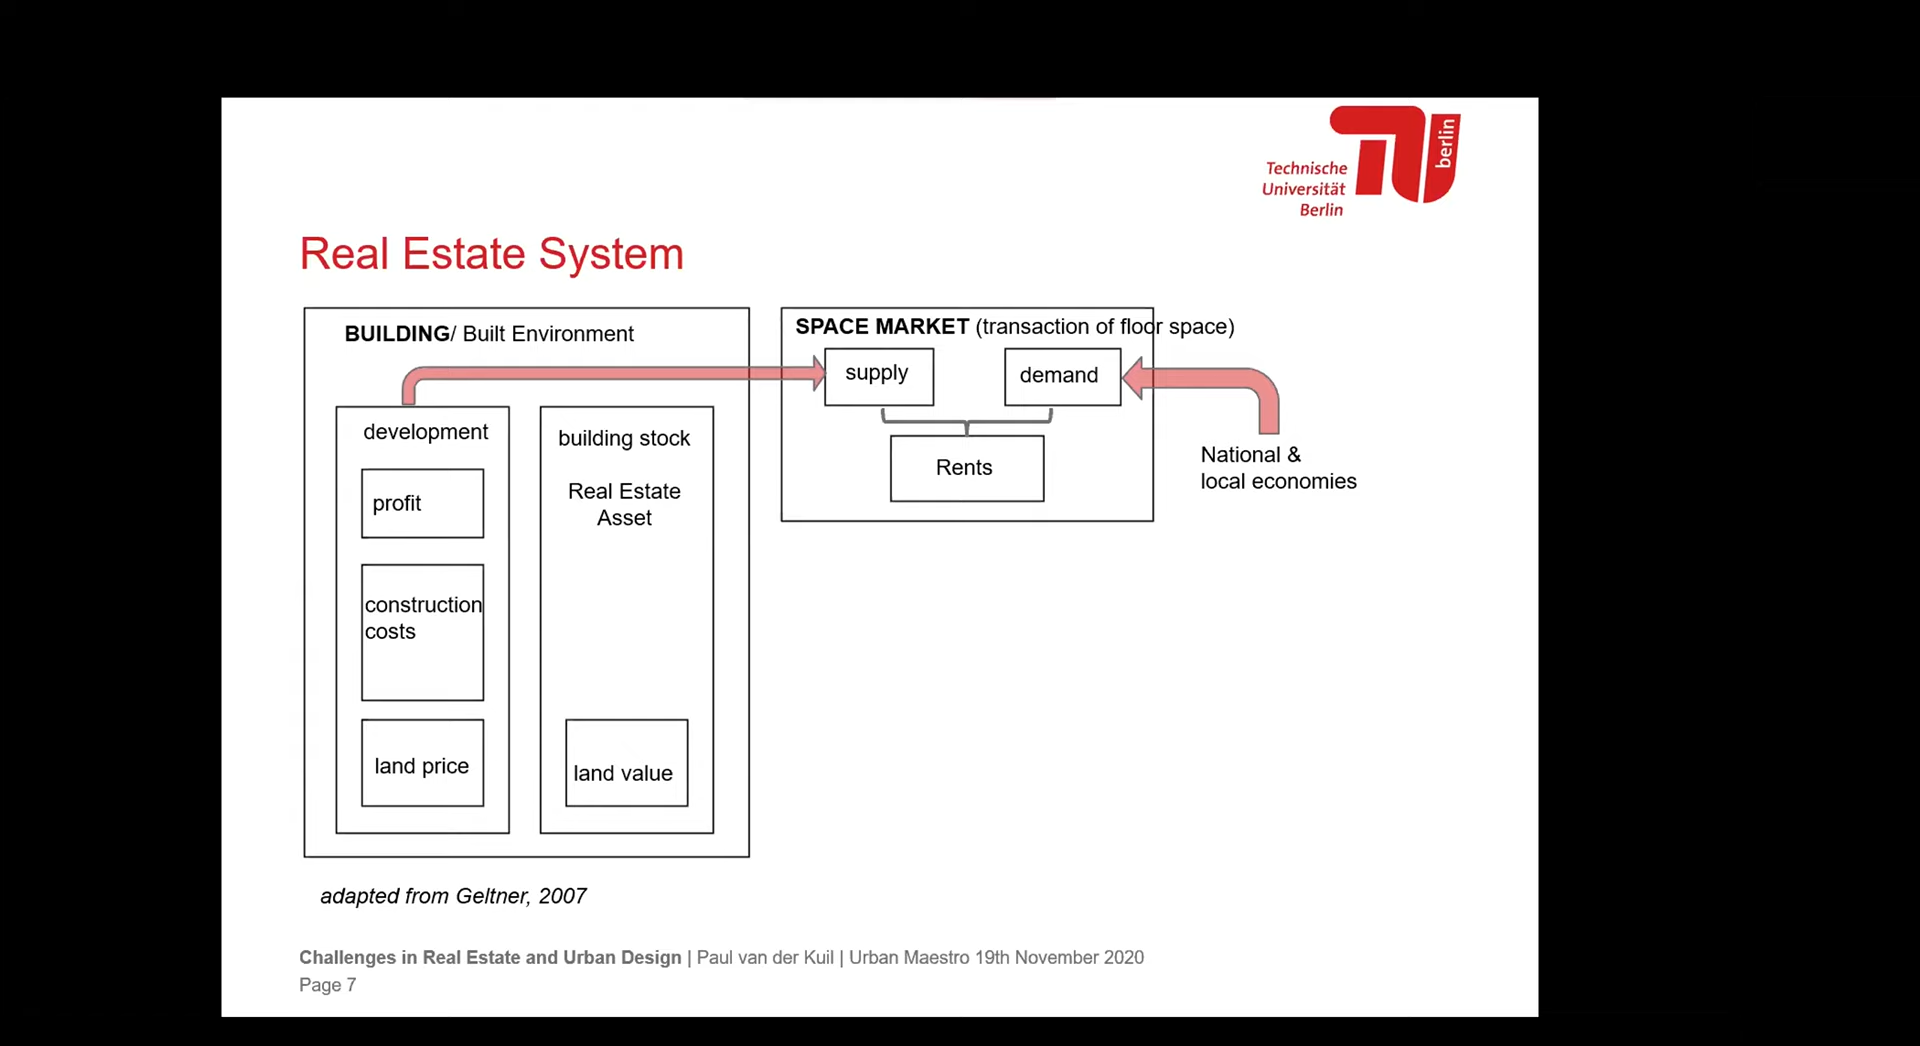 berlin
Technische
Universität
Berlin
Real Estate System
BUILDING/ Built Environment
SPACE MARKET (transaction of floor space)
supply
demand
development
building stock
Rents
National &
local economies
Real Estate
Asset
profit
construction
costs
land price
land value
adapted from Geltner, 2007
Challenges in Real Estate and Urban Design | Paul van der Kuil | Urban Maestro 19th November 2020
Page 7